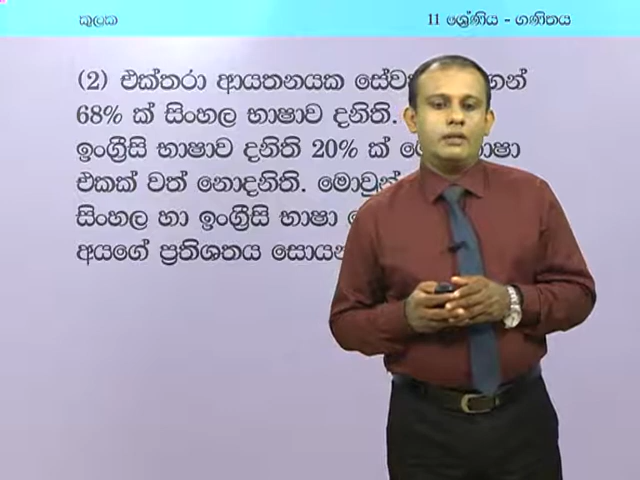 කුලක
11 ශ්‍රේණිය - ගණිතය
(2) එක්තරා ආයතනයක
68% ක් සිංහල භාෂාව දනිති.
ඉංග්‍රීසි භාෂාව දනිති 20% ක්
එකක් වත් නොදනිති. මොවුන්
සිංහල හා ඉංග්‍රීසි භාෂා
අයගේ ප්‍රතිශතය